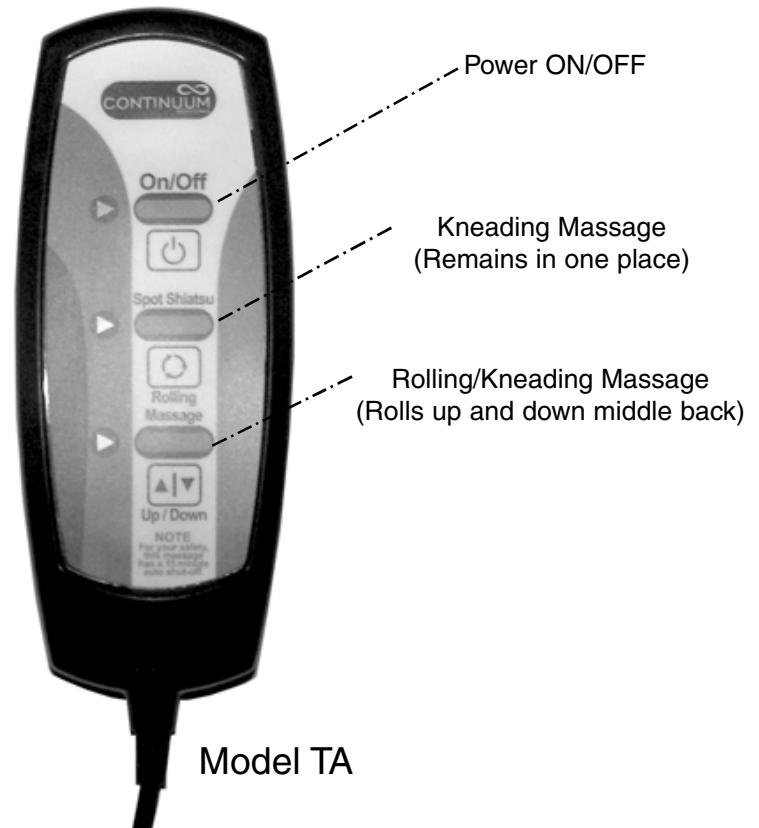 Power ON/OFF
CONTINUUM
On/Off
Kneading Massage
(Remains in one place)
Spot Shiatsu
Rolling
Massage
Rolling/Kneading Massage
(Rolls up and down middle back)
Up / Down
NOTE
For your safety,
this massage
has a 15 minute
auto shut-off.
Model TA